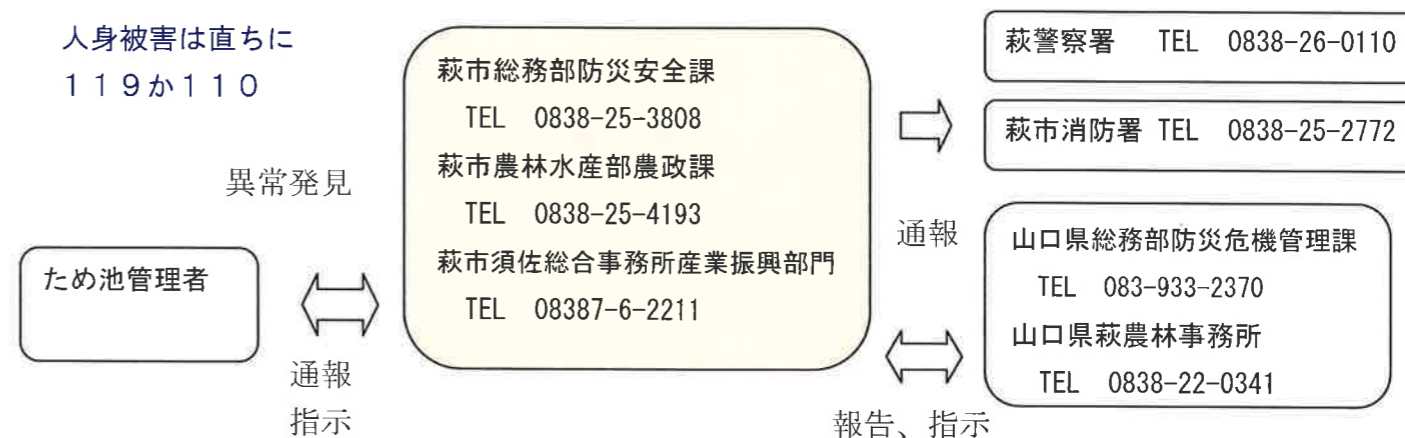 人身被害は直ちに
１１９か１１０
異常発見
ため池管理者
通報
指示
萩市総務部防災安全課
TEL 0838-25-3808
萩市農林水産部農政課
TEL 0838-25-4193
萩市須佐総合事務所産業振興部門
TEL 08387-6-2211
通報
報告、指示
萩警察署 TEL 0838-26-0110
萩市消防署 TEL 0838-25-2772
山口県総務部防災危機管理課
TEL 083-933-2370
山口県萩農林事務所
TEL 0838-22-0341